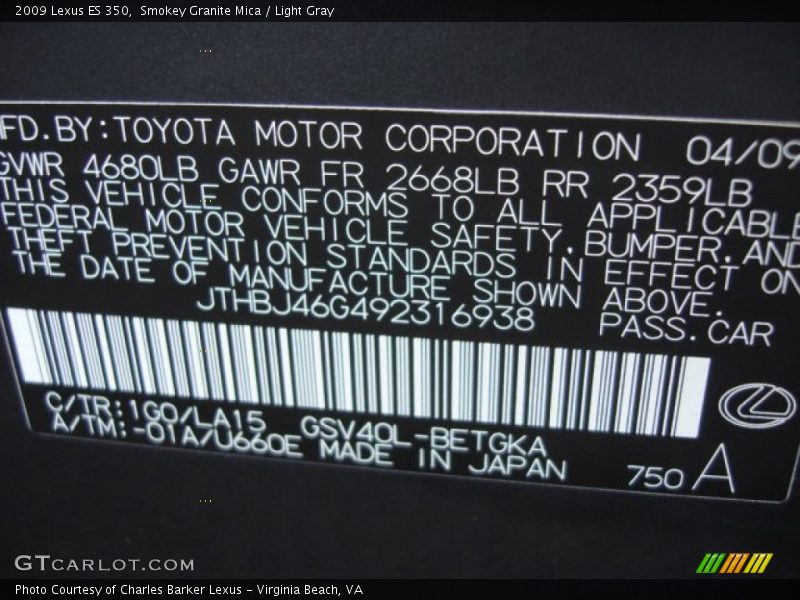 2009 Lexus ES 350,  Smokey Granite Mica / Light Gray
MFD.BY:TOYOTA MOTOR CORPORATION 04/09
GVWR 4680LB GAWR FR 2668LB RR 2359LB
THIS VEHICLE CONFORMS TO ALL APPLICABLE
FEDERAL MOTOR VEHICLE SAFETY,BUMPER,AND
THEFT PREVENTION STANDARDS IN EFFECT ON
THE DATE OF MANUFACTURE SHOWN ABOVE.
JTHBJ46G492316938 PASS.CAR
C/TR:1GO/LA15 GSV40L-BETGKA
A/TM:-01A/U660E MADE IN JAPAN 750 A
GTCARLOT.COM
Photo Courtesy of Charles Barker Lexus - Virginia Beach, VA